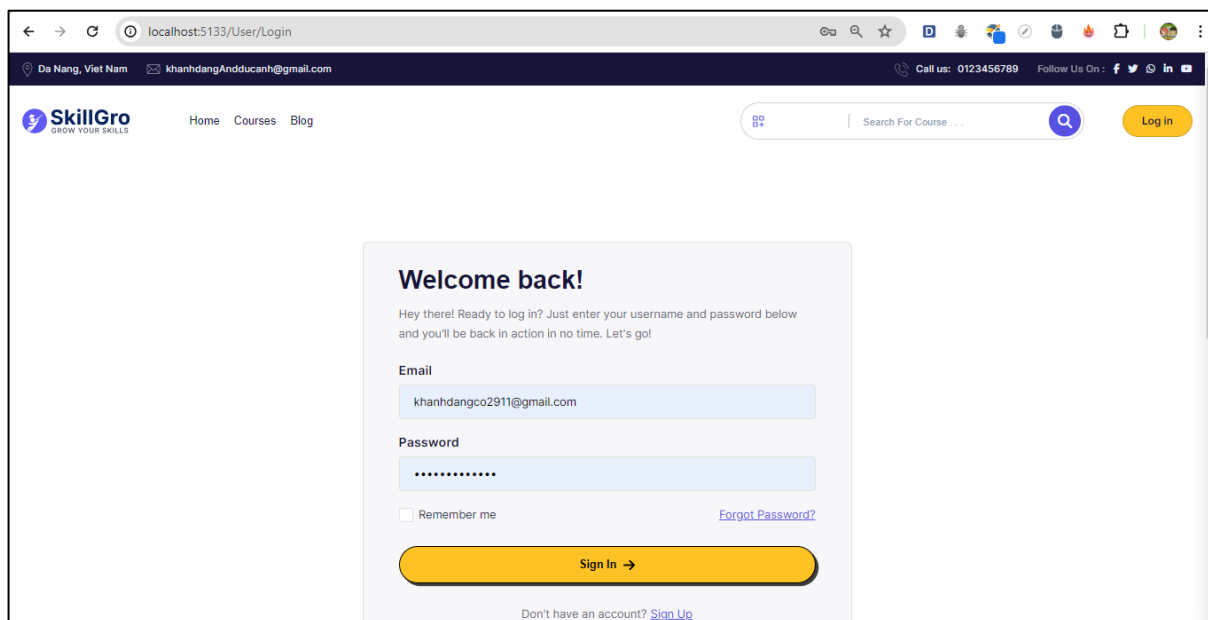 localhost:5133/User/Login
Da Nang, Viet Nam khanhdangAndducanh@gmail.com Call us: 0123456789 Follow Us On :
SkillGro
GROW YOUR SKILLS
Home Courses Blog
Search For Course . . .
Log in
Welcome back!
Hey there! Ready to log in? Just enter your username and password below
and you'll be back in action in no time. Let's go!
Email
khanhdangco2911@gmail.com
Password
•••••••••••••
Remember me Forgot Password?
Sign In →
Don't have an account? Sign Up